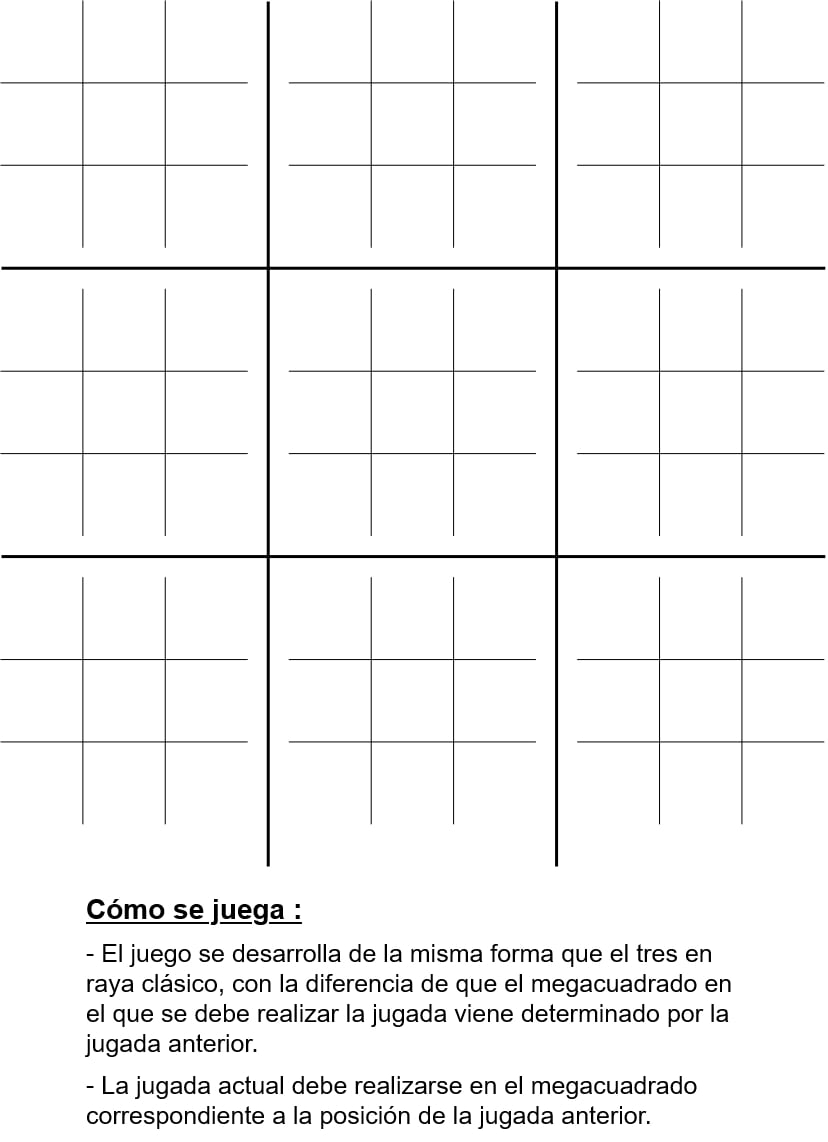 Cómo se juega :
- El juego se desarrolla de la misma forma que el tres en
raya clásico, con la diferencia de que el megacuadrado en
el que se debe realizar la jugada viene determinado por la
jugada anterior.
- La jugada actual debe realizarse en el megacuadrado
correspondiente a la posición de la jugada anterior.